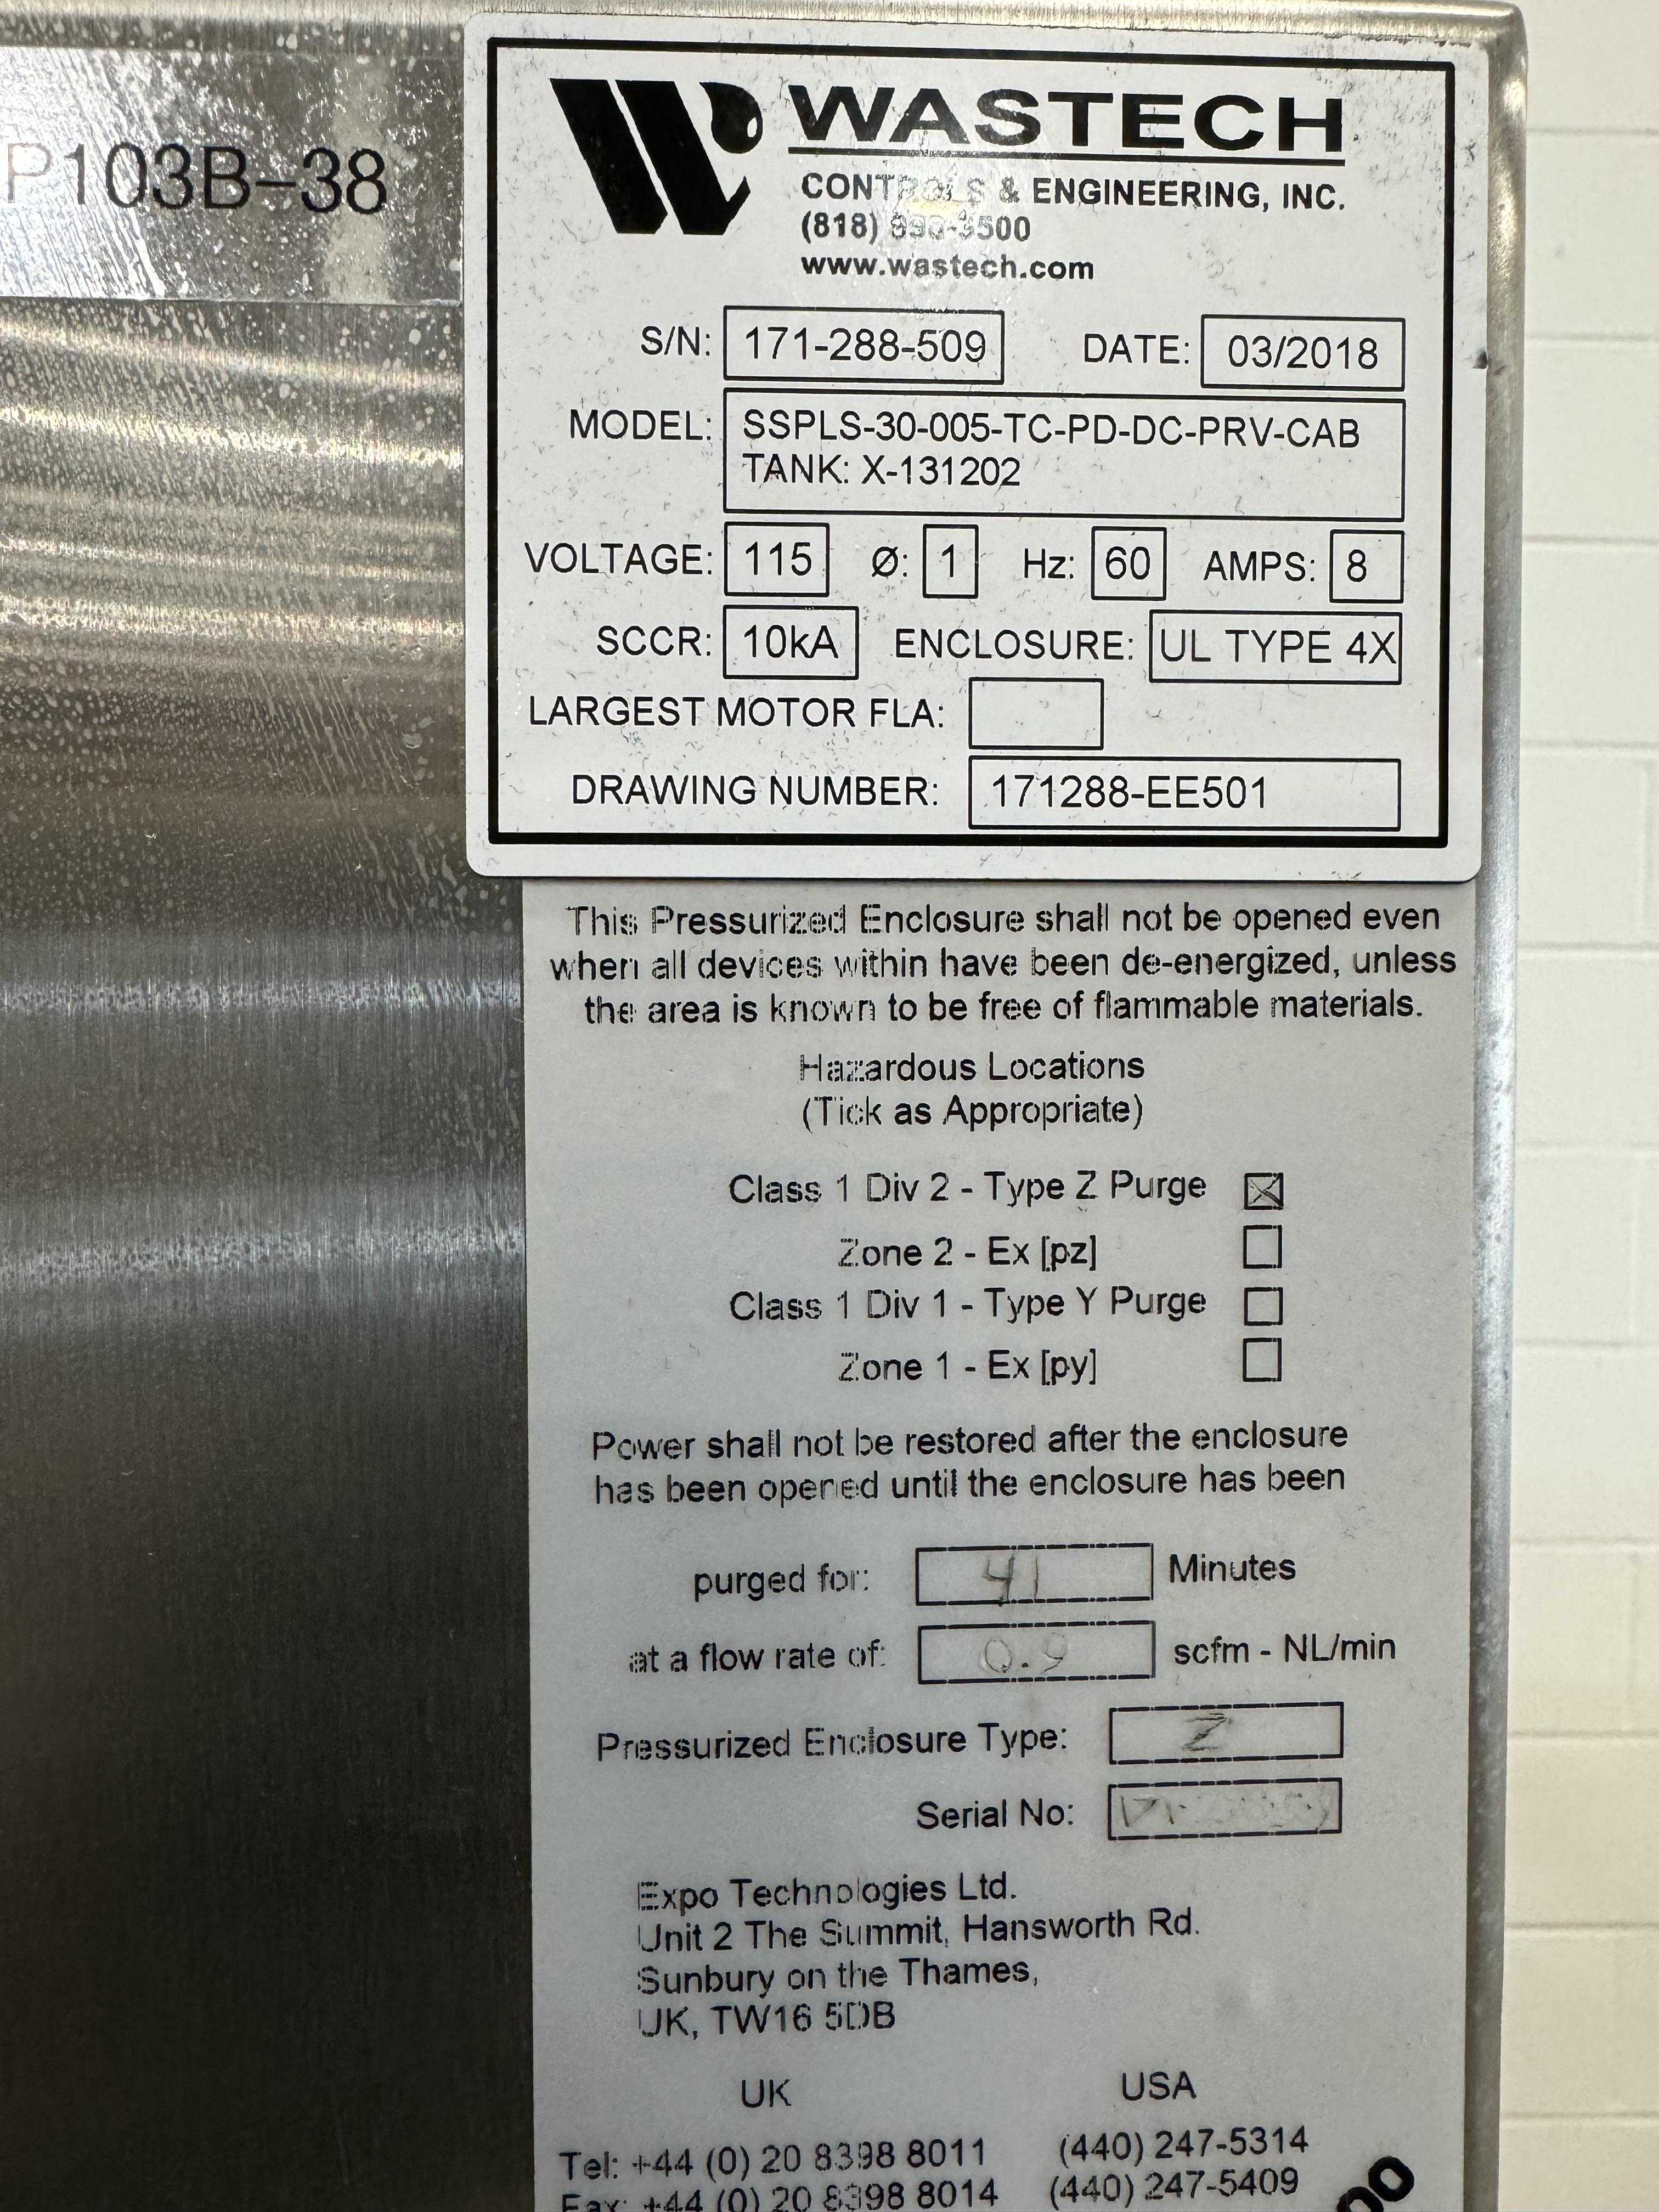 P103B-38
WASTECH
CONTROLS & ENGINEERING, INC.
(818)
www.wastech.com
S/N: 171-288-509 DATE: 03/2018
MODEL: SSPLS-30-005-TC-PD-DC-PRV-CAB
TANK: X-131202
VOLTAGE: 115 Ø: 1 Hz: 60 AMPS: 8
SCCR: 10kA ENCLOSURE: UL TYPE 4X
LARGEST MOTOR FLA:
DRAWING NUMBER: 171288-EE501
This Pressurized Enclosure shall not be opened even
when all devices within have been de-energized, unless
the area is known to be free of flammable materials.
Hazardous Locations
(Tick as Appropriate)
Class 1 Div 2 - Type Z Purge
Zone 2 - Ex [pz]
Class 1 Div 1 - Type Y Purge
Zone 1 - Ex [py]
Power shall not be restored after the enclosure
has been opened until the enclosure has been
purged for: 41 Minutes
at a flow rate of: 0.9 scfm - NL/min
Pressurized Enclosure Type: Z
Serial No:
Expo Technologies Ltd.
Unit 2 The Summit, Hansworth Rd.
Sunbury on the Thames,
UK, TW16 5DB
UK USA
Tel: +44 (0) 20 8398 8011 (440) 247-5314
Fax: +44 (0) 20 8398 8014 (440) 247-5409